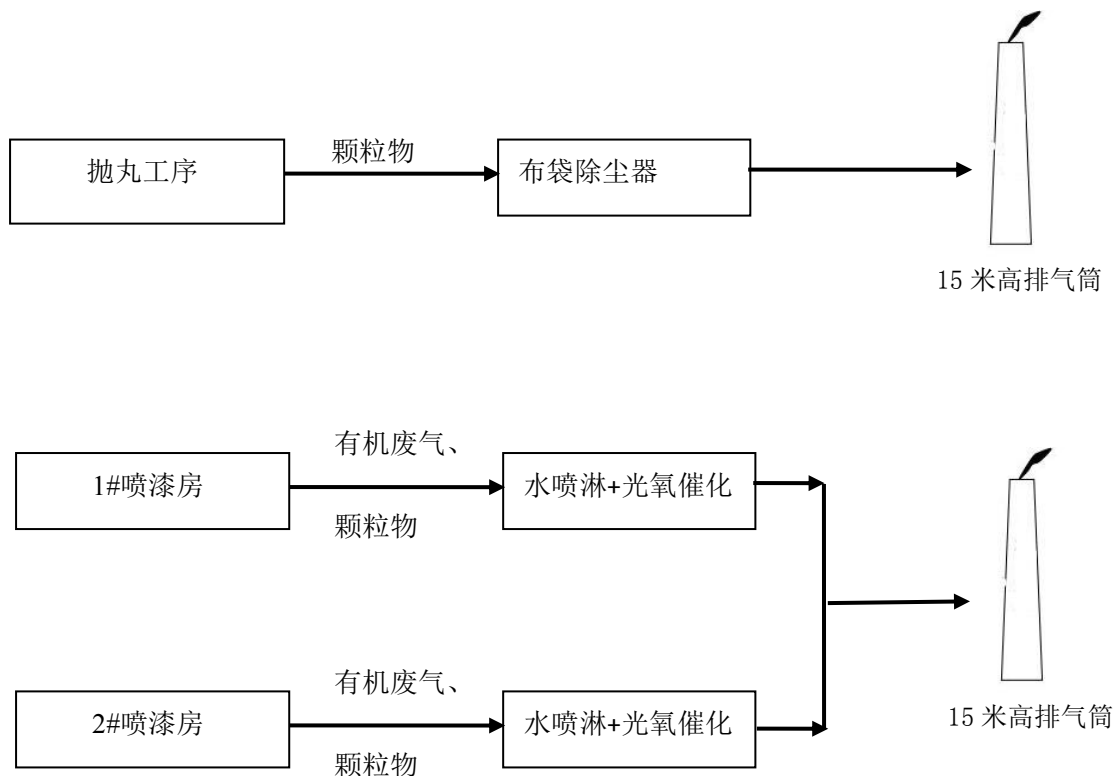 颗粒物
抛丸工序
布袋除尘器
15 米高排气筒
有机废气、
1#喷漆房
水喷淋+光氧催化
颗粒物
有机废气、
2#喷漆房
水喷淋+光氧催化
15 米高排气筒
颗粒物